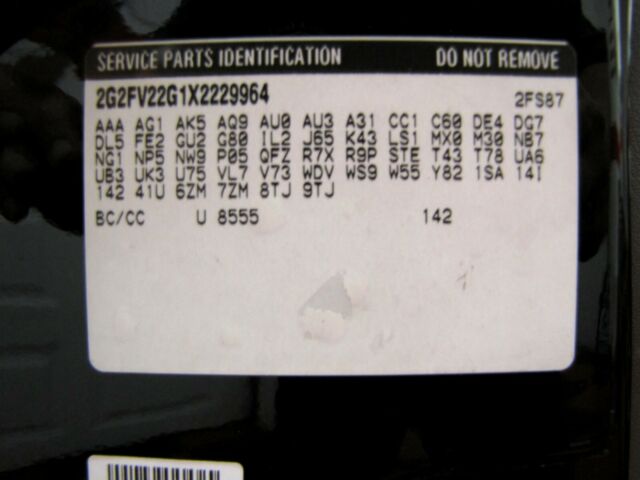 SERVICE PARTS IDENTIFICATION DO NOT REMOVE
2G2FV22G1X2229964 2FS87
AAA AG1 AK5 AQ9 AU0 AU3 A31 CC1 C60 DE4 DG7
DL5 FE2 GU2 G80 IL2 J65 K43 LS1 MX0 M30 NB7
NG1 NP5 NW9 P05 QFZ R7X R9P STE T43 T78 UA6
UB3 UK3 U75 VL7 V73 WDV WS9 W55 Y82 1SA 14I
142 41U 6ZM 7ZM 8TJ 9TJ
BC/CC U 8555 142